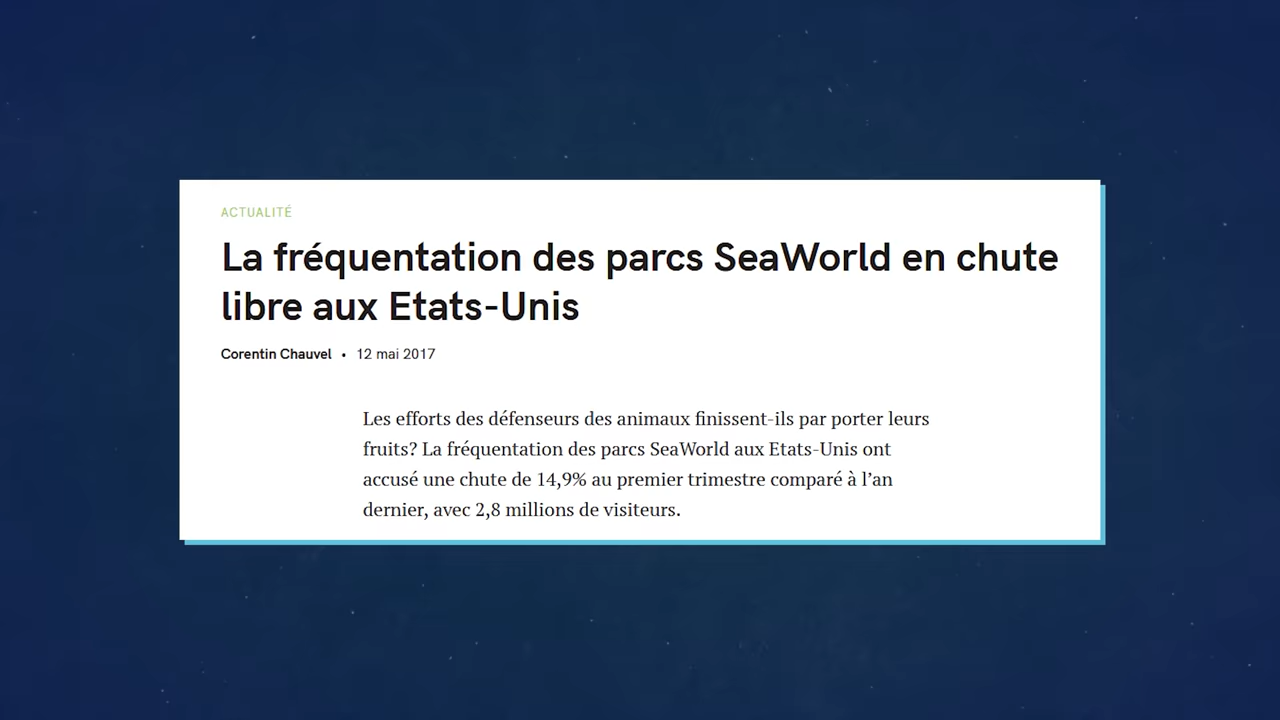 ACTUALITÉ
La fréquentation des parcs SeaWorld en chute
libre aux Etats-Unis
Corentin Chauvel • 12 mai 2017
Les efforts des défenseurs des animaux finissent-ils par porter leurs
fruits? La fréquentation des parcs SeaWorld aux Etats-Unis ont
accusé une chute de 14,9% au premier trimestre comparé à l’an
dernier, avec 2,8 millions de visiteurs.